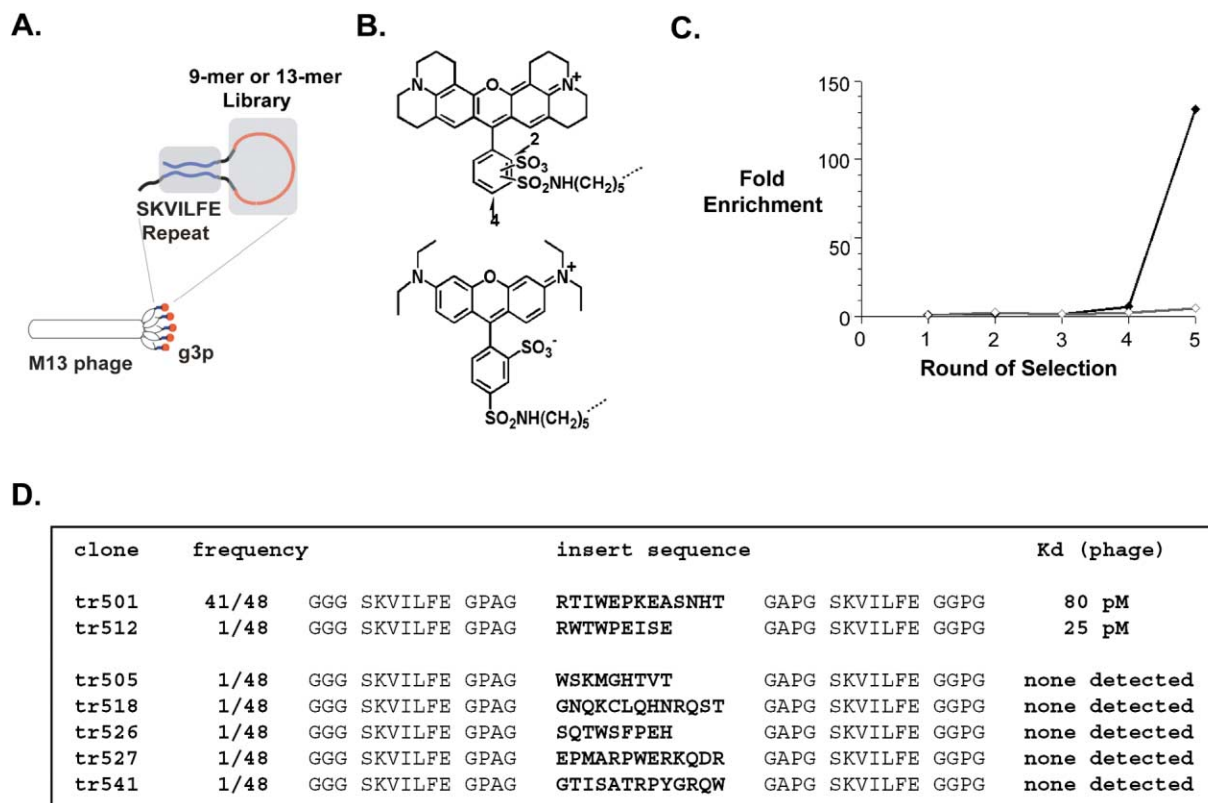 A.
9-mer or 13-mer
Library
SKVILFE
Repeat
M13 phage
g3p
B.
N
O
N+
2
SO3
SO2NH(CH2)5
4
N
O
N+
SO3-
SO2NH(CH2)5
C.
150
100
50
0
Fold
Enrichment
0 1 2 3 4 5
Round of Selection
D.
clone frequency insert sequence Kd (phage)
tr501 41/48 GGG SKVILFE GPAG RTIWEPKEASNHT GAPG SKVILFE GGPG 80 pM
tr512 1/48 GGG SKVILFE GPAG RWTWPEISE GAPG SKVILFE GGPG 25 pM
tr505 1/48 GGG SKVILFE GPAG WSKMGHTVT GAPG SKVILFE GGPG none detected
tr518 1/48 GGG SKVILFE GPAG GNQKCLQHNRQST GAPG SKVILFE GGPG none detected
tr526 1/48 GGG SKVILFE GPAG SQTWSFPEH GAPG SKVILFE GGPG none detected
tr527 1/48 GGG SKVILFE GPAG EPMARPWERKQDR GAPG SKVILFE GGPG none detected
tr541 1/48 GGG SKVILFE GPAG GTISATRPYGRQW GAPG SKVILFE GGPG none detected